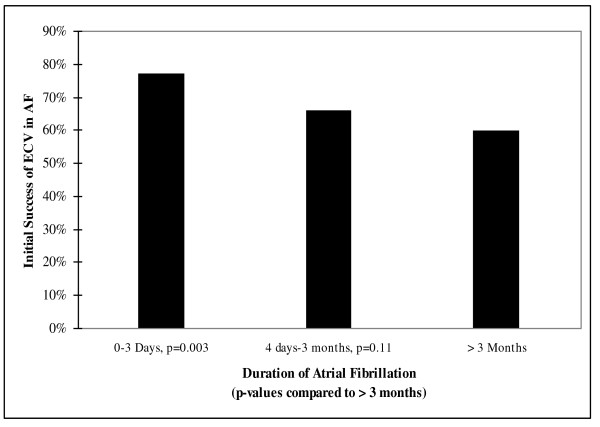 90%
80%
70%
60%
50%
40%
30%
20%
10%
0%
Initial Success of ECV in AF
0-3 Days, p=0.003
4 days-3 months, p=0.11
> 3 Months
Duration of Atrial Fibrillation
(p-values compared to > 3 months)